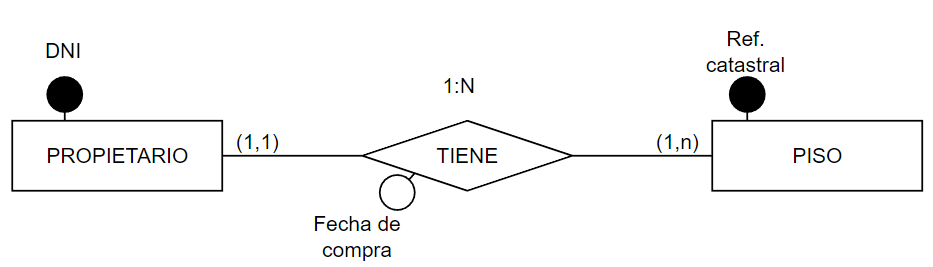 DNI
Ref.
catastral
1:N
PROPIETARIO
(1,1)
TIENE
(1,n)
PISO
Fecha de
compra